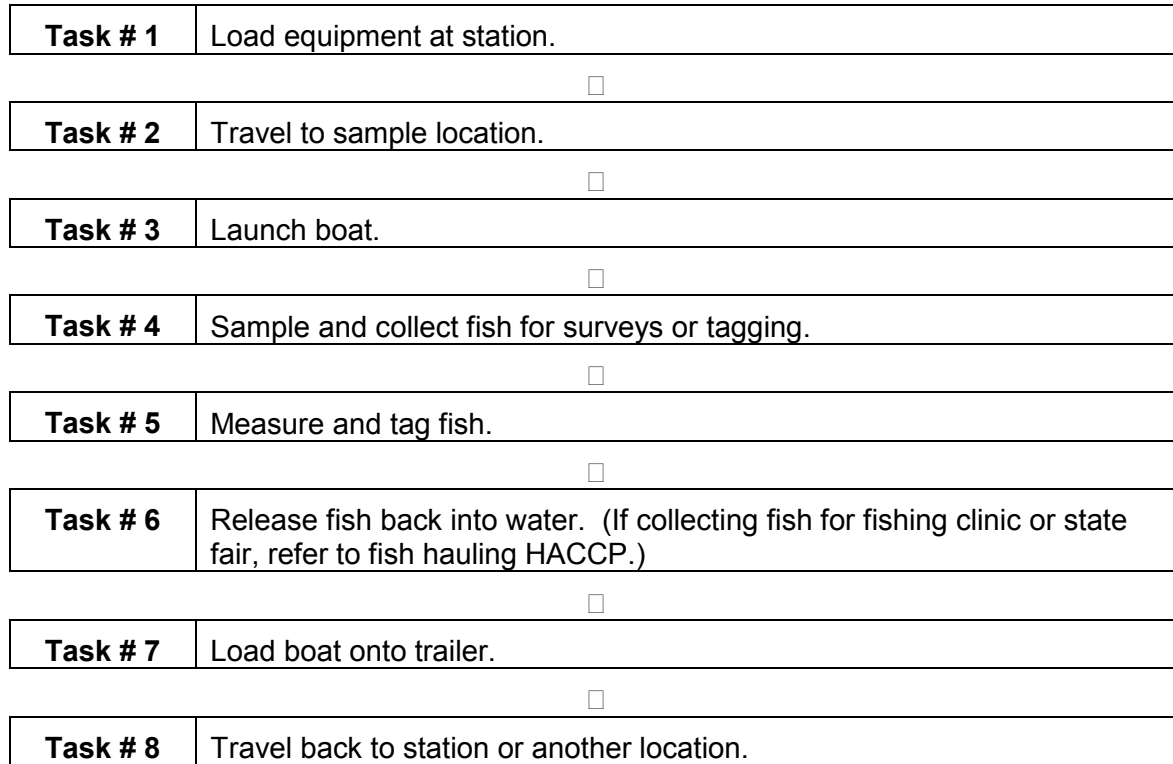 Task # 1 Load equipment at station.
Task # 2 Travel to sample location.
Task # 3 Launch boat.
Task # 4 Sample and collect fish for surveys or tagging.
Task # 5 Measure and tag fish.
Task # 6 Release fish back into water.  (If collecting fish for fishing clinic or state
fair, refer to fish hauling HACCP.)
Task # 7 Load boat onto trailer.
Task # 8 Travel back to station or another location.